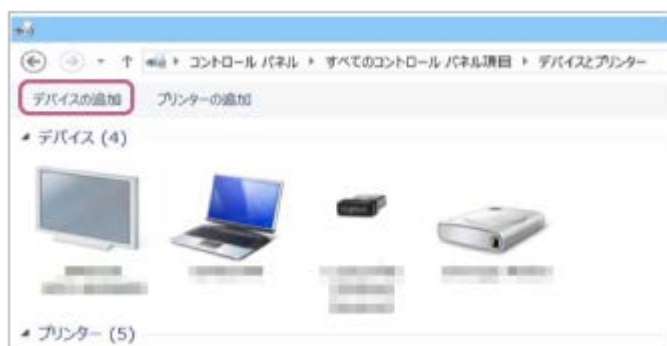 コントロール パネル ▸ すべてのコントロール パネル項目 ▸ デバイスとプリンター
デバイスの追加 プリンターの追加
デバイス (4)
プリンター (5)